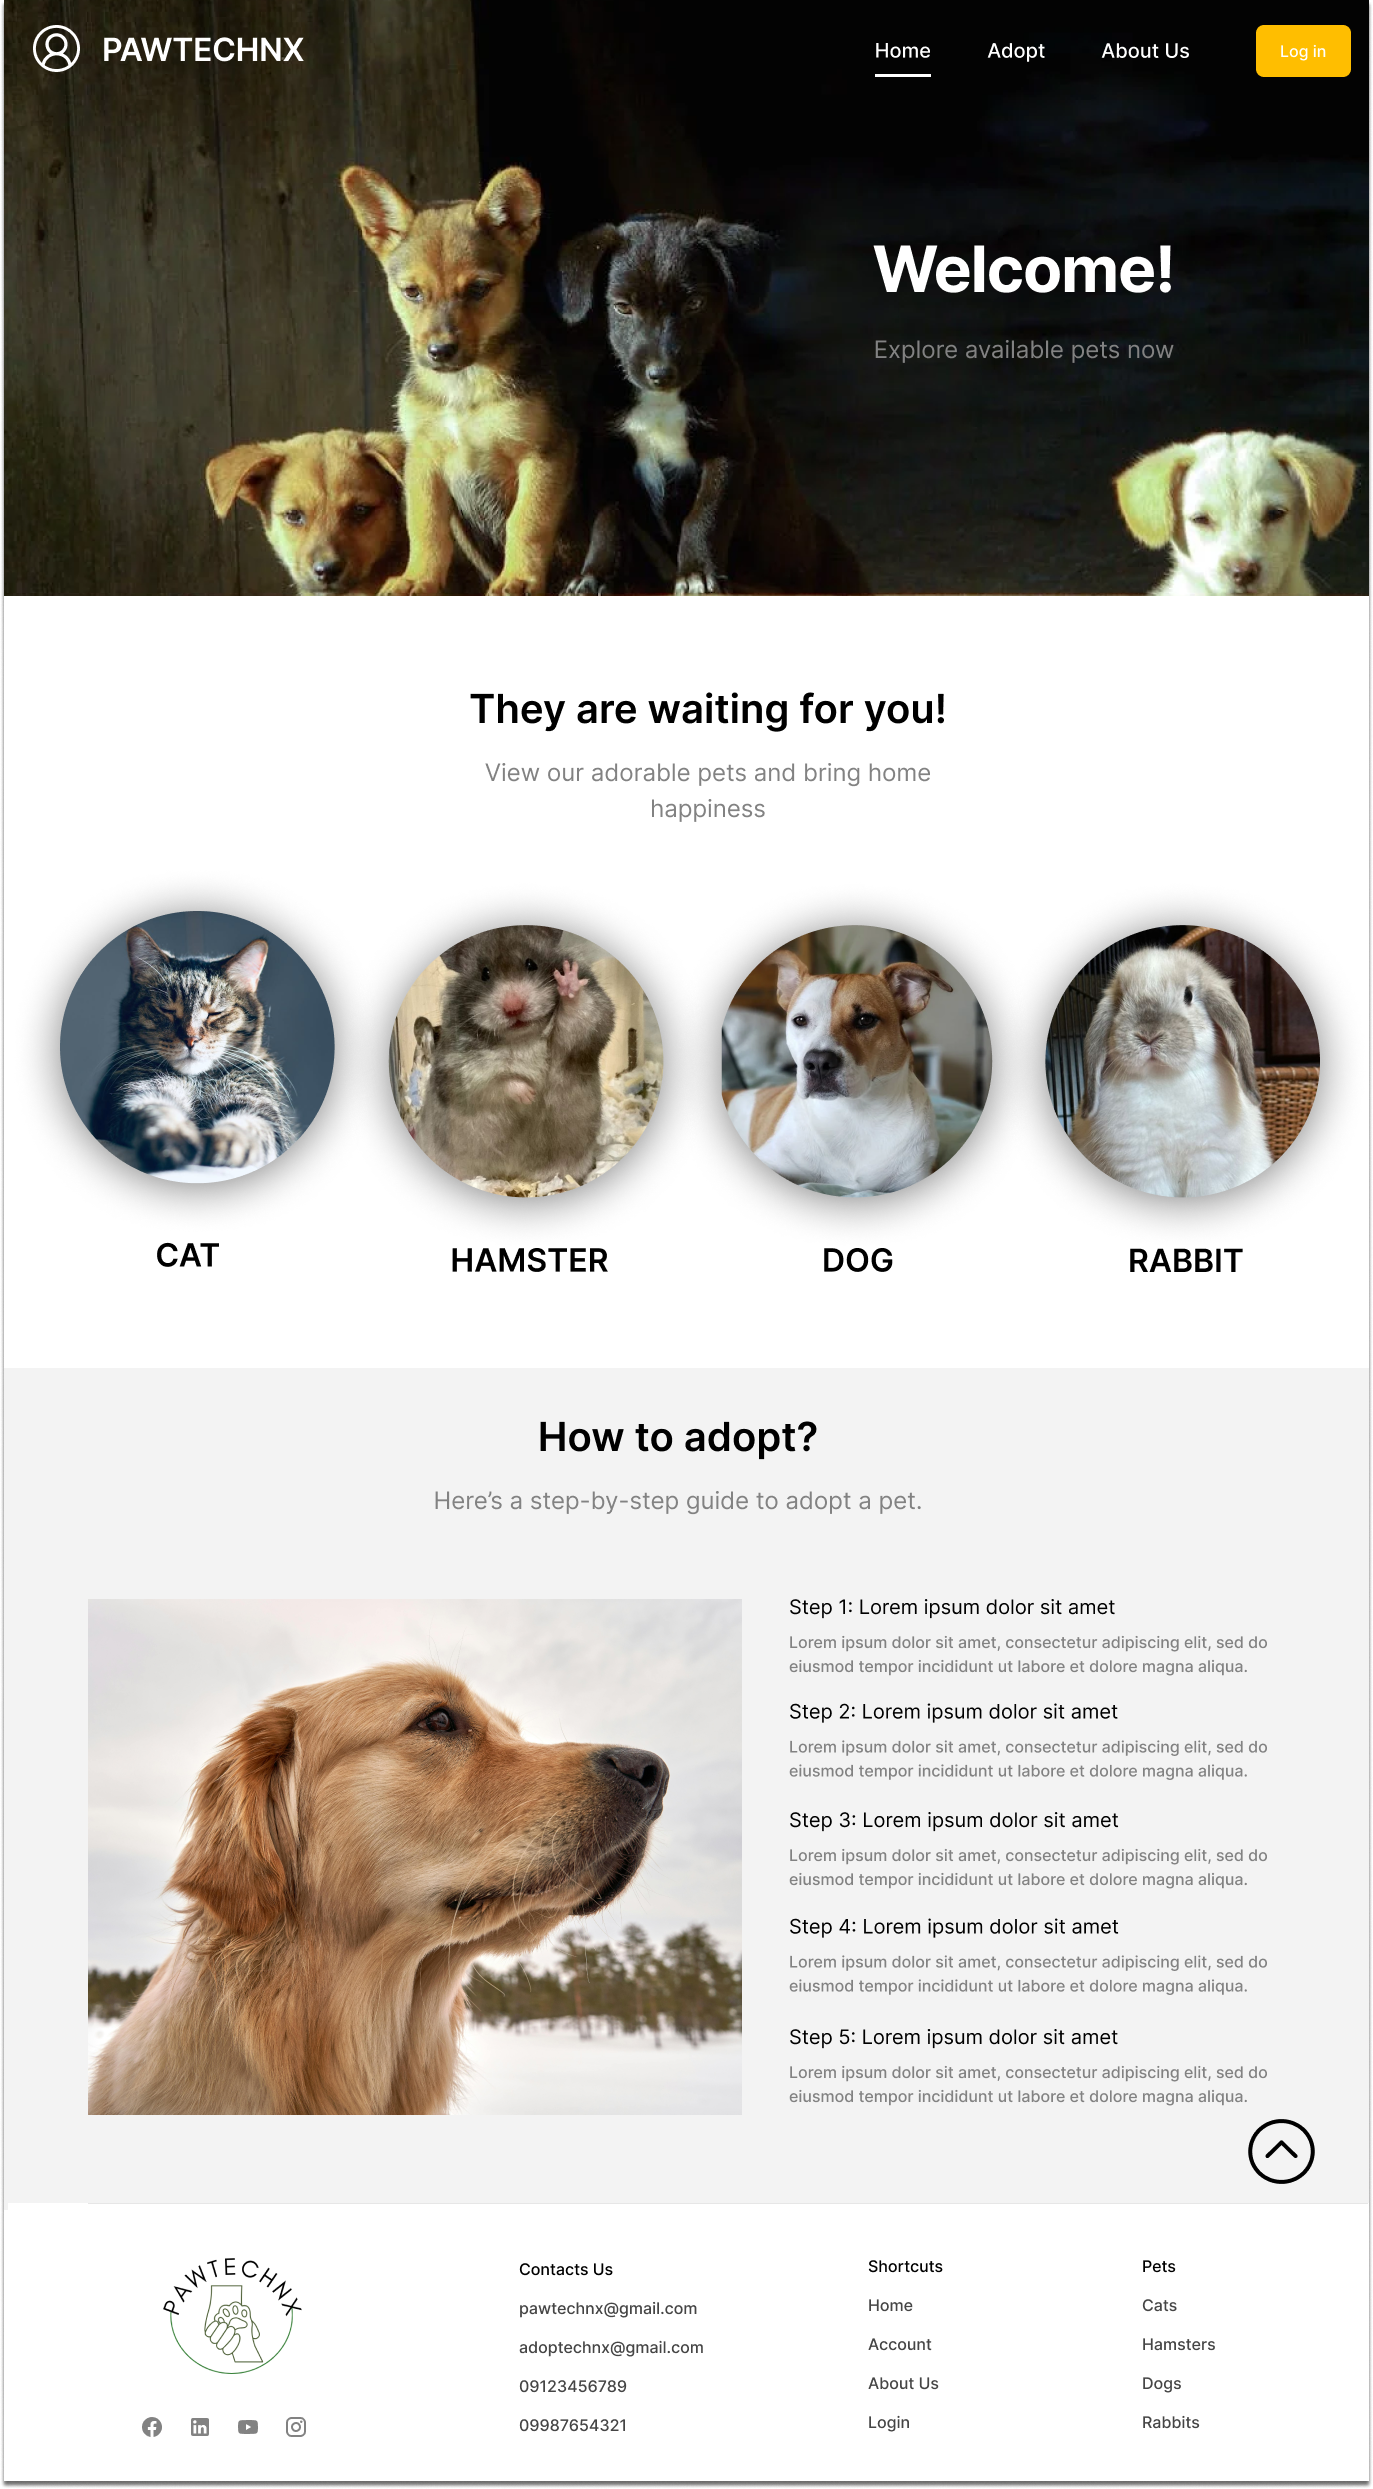 PAWTECHNX
Home
Adopt
About Us
Log in
Welcome!
Explore available pets now
They are waiting for you!
View our adorable pets and bring home
happiness
CAT
HAMSTER
DOG
RABBIT
How to adopt?
Here’s a step-by-step guide to adopt a pet.
Step 1: Lorem ipsum dolor sit amet
Lorem ipsum dolor sit amet, consectetur adipiscing elit, sed do
eiusmod tempor incididunt ut labore et dolore magna aliqua.
Step 2: Lorem ipsum dolor sit amet
Lorem ipsum dolor sit amet, consectetur adipiscing elit, sed do
eiusmod tempor incididunt ut labore et dolore magna aliqua.
Step 3: Lorem ipsum dolor sit amet
Lorem ipsum dolor sit amet, consectetur adipiscing elit, sed do
eiusmod tempor incididunt ut labore et dolore magna aliqua.
Step 4: Lorem ipsum dolor sit amet
Lorem ipsum dolor sit amet, consectetur adipiscing elit, sed do
eiusmod tempor incididunt ut labore et dolore magna aliqua.
Step 5: Lorem ipsum dolor sit amet
Lorem ipsum dolor sit amet, consectetur adipiscing elit, sed do
eiusmod tempor incididunt ut labore et dolore magna aliqua.
PAWTECHNX
Contacts Us
pawtechnx@gmail.com
adoptechnx@gmail.com
09123456789
09987654321
Shortcuts
Home
Account
About Us
Login
Pets
Cats
Hamsters
Dogs
Rabbits